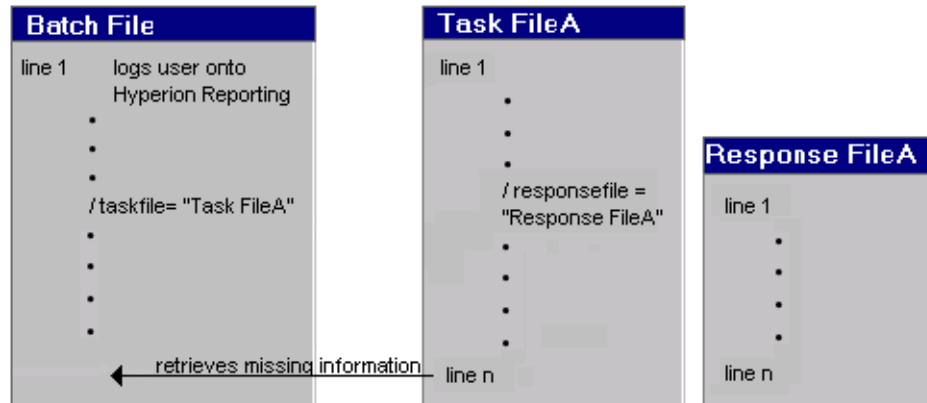 Batch File
line 1 logs user onto
Hyperion Reporting
/taskfile= "Task FileA"
retrieves missing information
Task FileA
line 1
/responsefile =
"Response FileA"
line n
Response FileA
line 1
line n